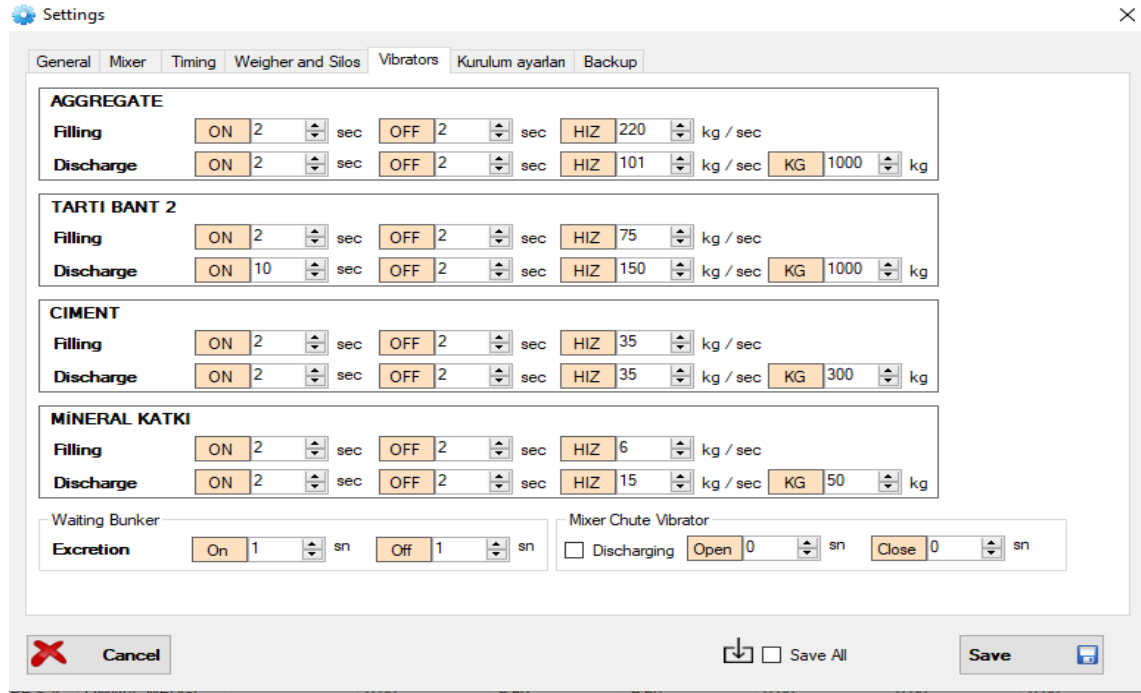 Settings
General Mixer Timing Weigher and Silos Vibrators Kurulum ayarları Backup
AGGREGATE
Filling ON 2 sec OFF 2 sec HIZ 220 kg / sec
Discharge ON 2 sec OFF 2 sec HIZ 101 kg / sec KG 1000 kg
TARTI BANT 2
Filling ON 2 sec OFF 2 sec HIZ 75 kg / sec
Discharge ON 10 sec OFF 2 sec HIZ 150 kg / sec KG 1000 kg
CIMENT
Filling ON 2 sec OFF 2 sec HIZ 35 kg / sec
Discharge ON 2 sec OFF 2 sec HIZ 35 kg / sec KG 300 kg
MİNERAL KATKI
Filling ON 2 sec OFF 2 sec HIZ 6 kg / sec
Discharge ON 2 sec OFF 2 sec HIZ 15 kg / sec KG 50 kg
Waiting Bunker Mixer Chute Vibrator
Excretion On 1 sn Off 1 sn Discharging Open 0 sn Close 0 sn
Cancel Save All Save